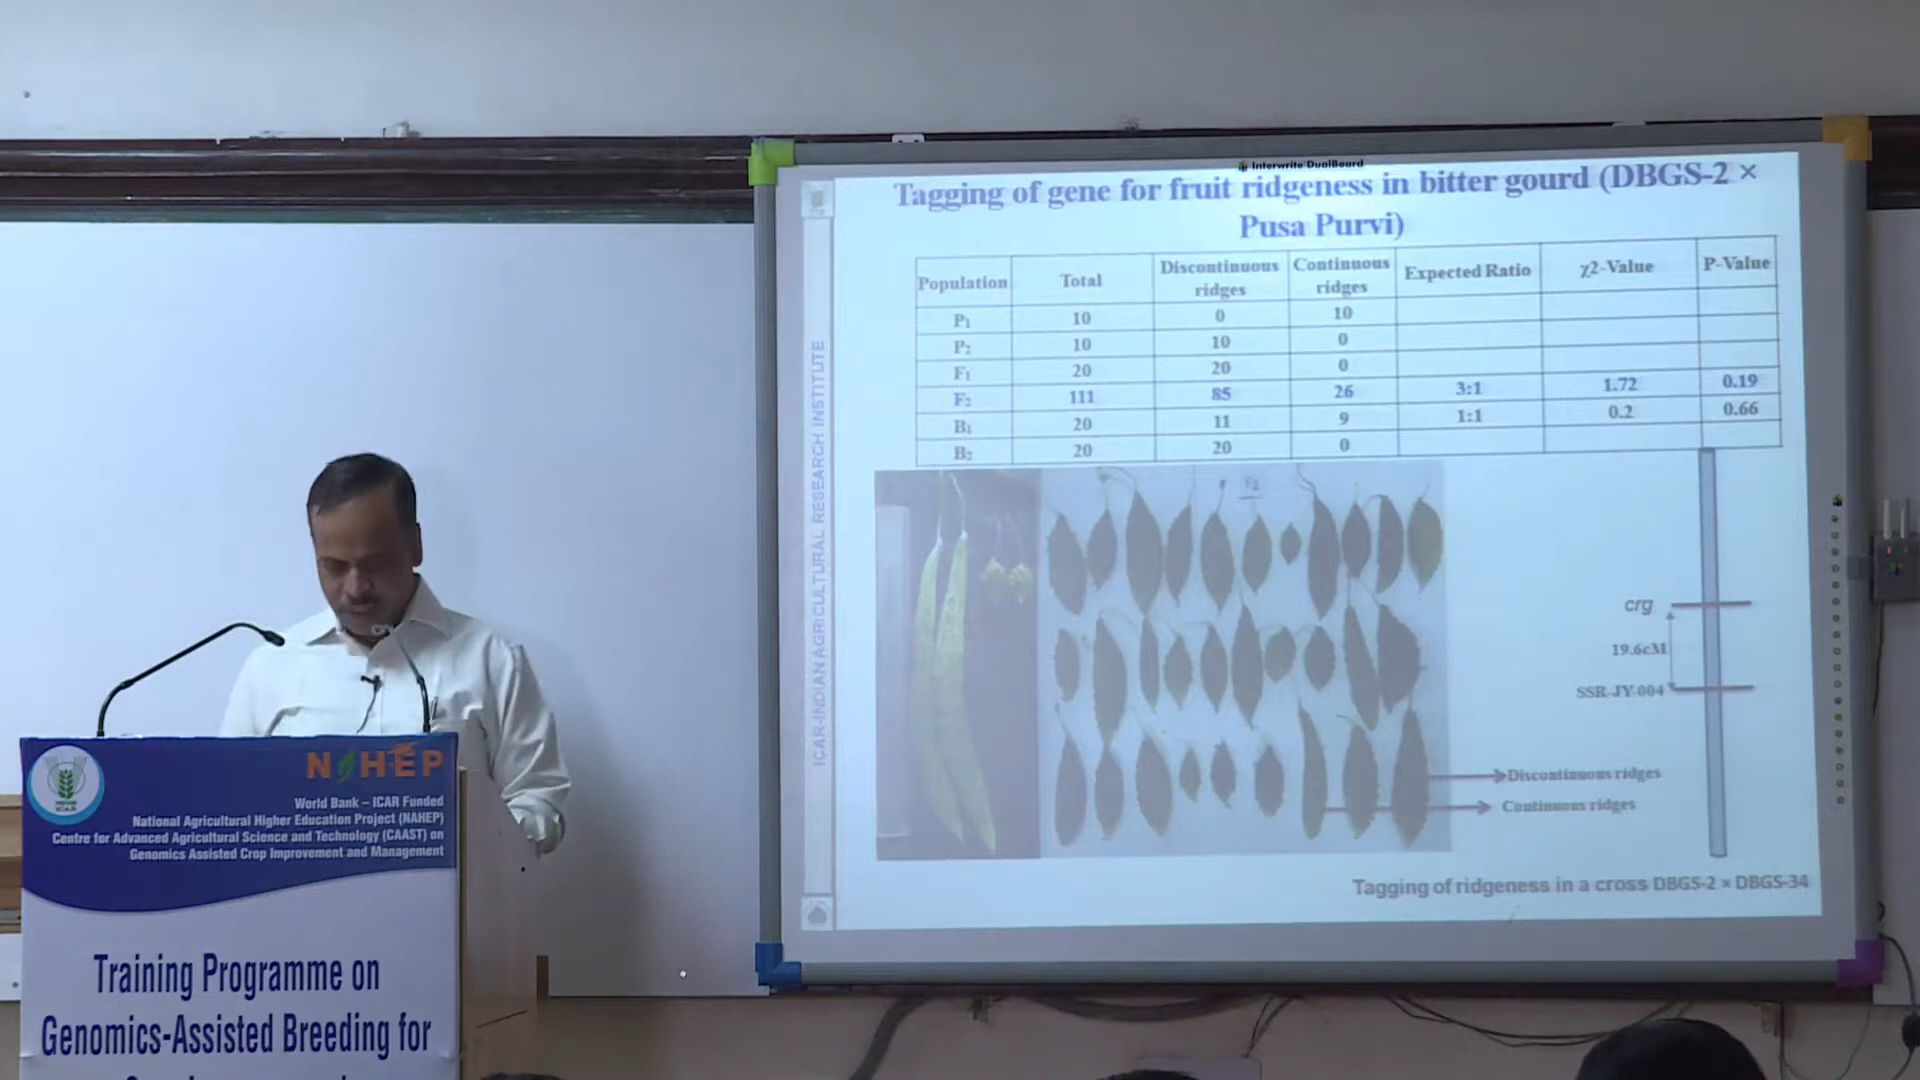 Interwrite DualBoard
Tagging of gene for fruit ridgeness in bitter gourd (DBGS-2 ×
Pusa Purvi)
Population Total Discontinuous ridges Continuous ridges Expected Ratio χ2-Value P-Value
P1 10 0 10
P2 10 10 0
F1 20 20 0
F2 111 85 26 3:1 1.72 0.19
B1 20 11 9 1:1 0.2 0.66
B2 20 20 0
ICAR-INDIAN AGRICULTURAL RESEARCH INSTITUTE
crg
19.6cM
SSR-JY-004
Discontinuous ridges
Continuous ridges
Tagging of ridgeness in a cross DBGS-2 × DBGS-34
ICAR
NAHEP
World Bank – ICAR Funded
National Agricultural Higher Education Project (NAHEP)
Centre for Advanced Agricultural Science and Technology (CAAST) on
Genomics Assisted Crop Improvement and Management
Training Programme on
Genomics-Assisted Breeding for